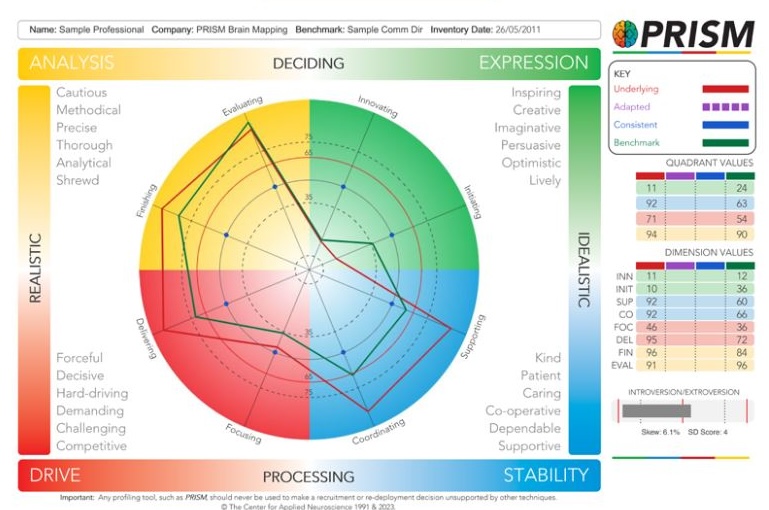 Name: Sample Professional Company: PRISM Brain Mapping Benchmark: Sample Comm Dir Inventory Date: 26/05/2011
PRISM
ANALYSIS DECIDING EXPRESSION
Cautious
Methodical
Precise
Thorough
Analytical
Shrewd
Inspiring
Creative
Imaginative
Persuasive
Optimistic
Lively
REALISTIC
IDEALISTIC
Evaluating
Innovating
Initiating
Supporting
Coordinating
Focusing
Delivering
Finishing
75
65
35
35
65
75
Forceful
Decisive
Hard-driving
Demanding
Challenging
Competitive
Kind
Patient
Caring
Co-operative
Dependable
Supportive
DRIVE PROCESSING STABILITY
KEY
Underlying
Adapted
Consistent
Benchmark
QUADRANT VALUES
11 24
92 63
71 54
94 90
DIMENSION VALUES
INN 11 12
INIT 10 36
SUP 92 60
CO 92 66
FOC 46 36
DEL 95 72
FIN 96 84
EVAL 91 96
INTROVERSION/EXTROVERSION
Skew: 6.1% SD Score: 4
Important: Any profiling tool, such as PRISM, should never be used to make a recruitment or re-deployment decision unsupported by other techniques.
© The Center for Applied Neuroscience 1991 & 2023